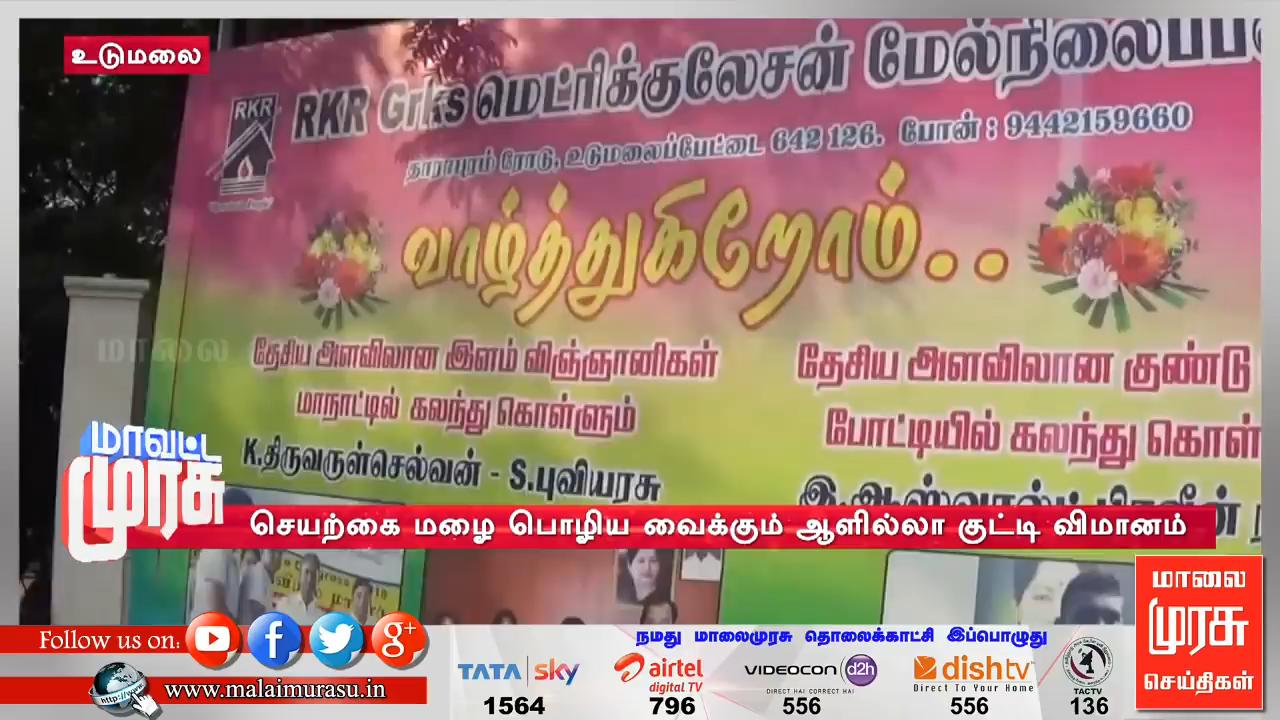 உடுமலை
RKR
RKR Grks மெட்ரிக்குலேசன் மேல்நிலைப்ப
தாராபுரம் ரோடு, உடுமலைப்பேட்டை 642 126. போன் : 9442159660
வாழ்த்துகிறோம்..
மாலை
தேசிய அளவிலான இளம் விஞ்ஞானிகள்
மாநாட்டில் கலந்து கொள்ளும்
K.திருவருள்செல்வன் - S.புவியரசு
தேசிய அளவிலான குண்டு
போட்டியில் கலந்து கொள்
மாவட்ட
முரசு
செயற்கை மழை பொழிய வைக்கும் ஆளில்லா குட்டி விமானம்
மாலை
முரசு
செய்திகள்
Follow us on:
http://
www.malaimurasu.in
நமது மாலைமுரசு தொலைக்காட்சி இப்பொழுது
TATA sky
1564
airtel
digital TV
796
VIDEOCON d2h
DIRECT HAI CORRECT HAI
556
dishtv
Direct To Your Home
556
TACTV
136